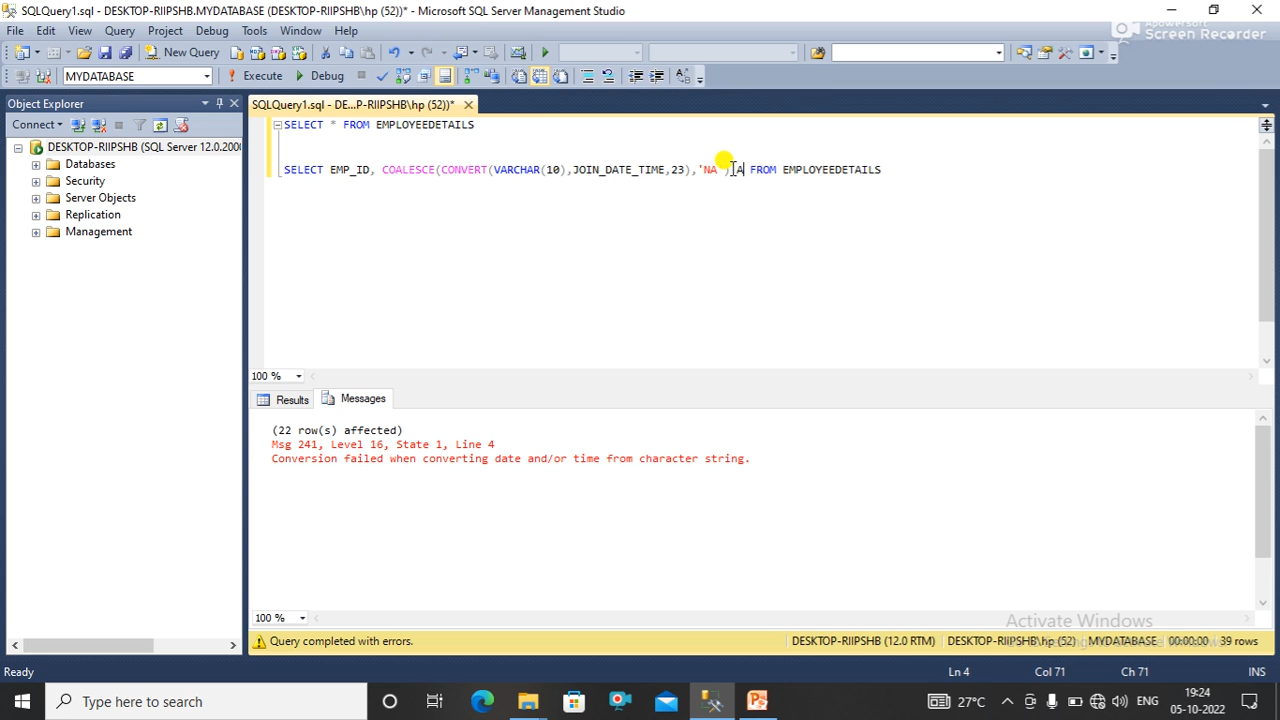 SQLQuery1.sql - DESKTOP-RIIPSHB.MYDATABASE (DESKTOP-RIIPSHB\hp (52))* - Microsoft SQL Server Management Studio
File Edit View Query Project Debug Tools Window Help
Apowersoft
Screen Recorder
New Query
MYDATABASE Execute Debug
Object Explorer
SQLQuery1.sql - DE...P-RIIPSHB\hp (52))*
Connect
DESKTOP-RIIPSHB (SQL Server 12.0.2000
Databases
Security
Server Objects
Replication
Management
SELECT * FROM EMPLOYEEDETAILS
SELECT EMP_ID, COALESCE(CONVERT(VARCHAR(10),JOIN_DATE_TIME,23),'NA') A FROM EMPLOYEEDETAILS
100 %
Results Messages
(22 row(s) affected)
Msg 241, Level 16, State 1, Line 4
Conversion failed when converting date and/or time from character string.
100 %
Activate Windows
Query completed with errors. DESKTOP-RIIPSHB (12.0 RTM) DESKTOP-RIIPSHB\hp (52) MYDATABASE 00:00:00 39 rows
Ready Ln 4 Col 71 Ch 71 INS
Type here to search 27°C ENG 19:24
05-10-2022